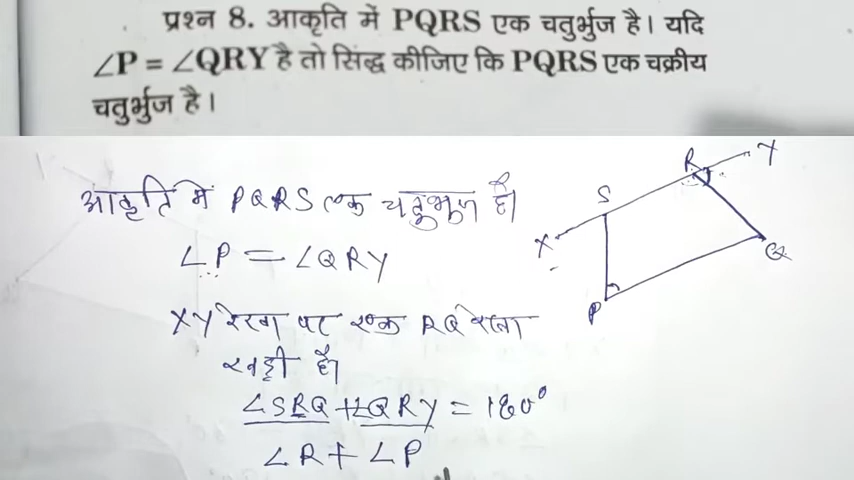 प्रश्न 8. आकृति में PQRS एक चतुर्भुज है। यदि
∠P = ∠QRY है तो सिंद्ध कीजिए कि PQRS एक चक्रीय
चतुर्भुज है।
आकृति में PQRS एक चतुर्भुज है।
∠P = ∠QRY
XY रेखा पर एक RQ रेखा
खड़ी है।
∠SRQ + ∠QRY = 180°
∠R + ∠P
R
Y
S
X
Q
P